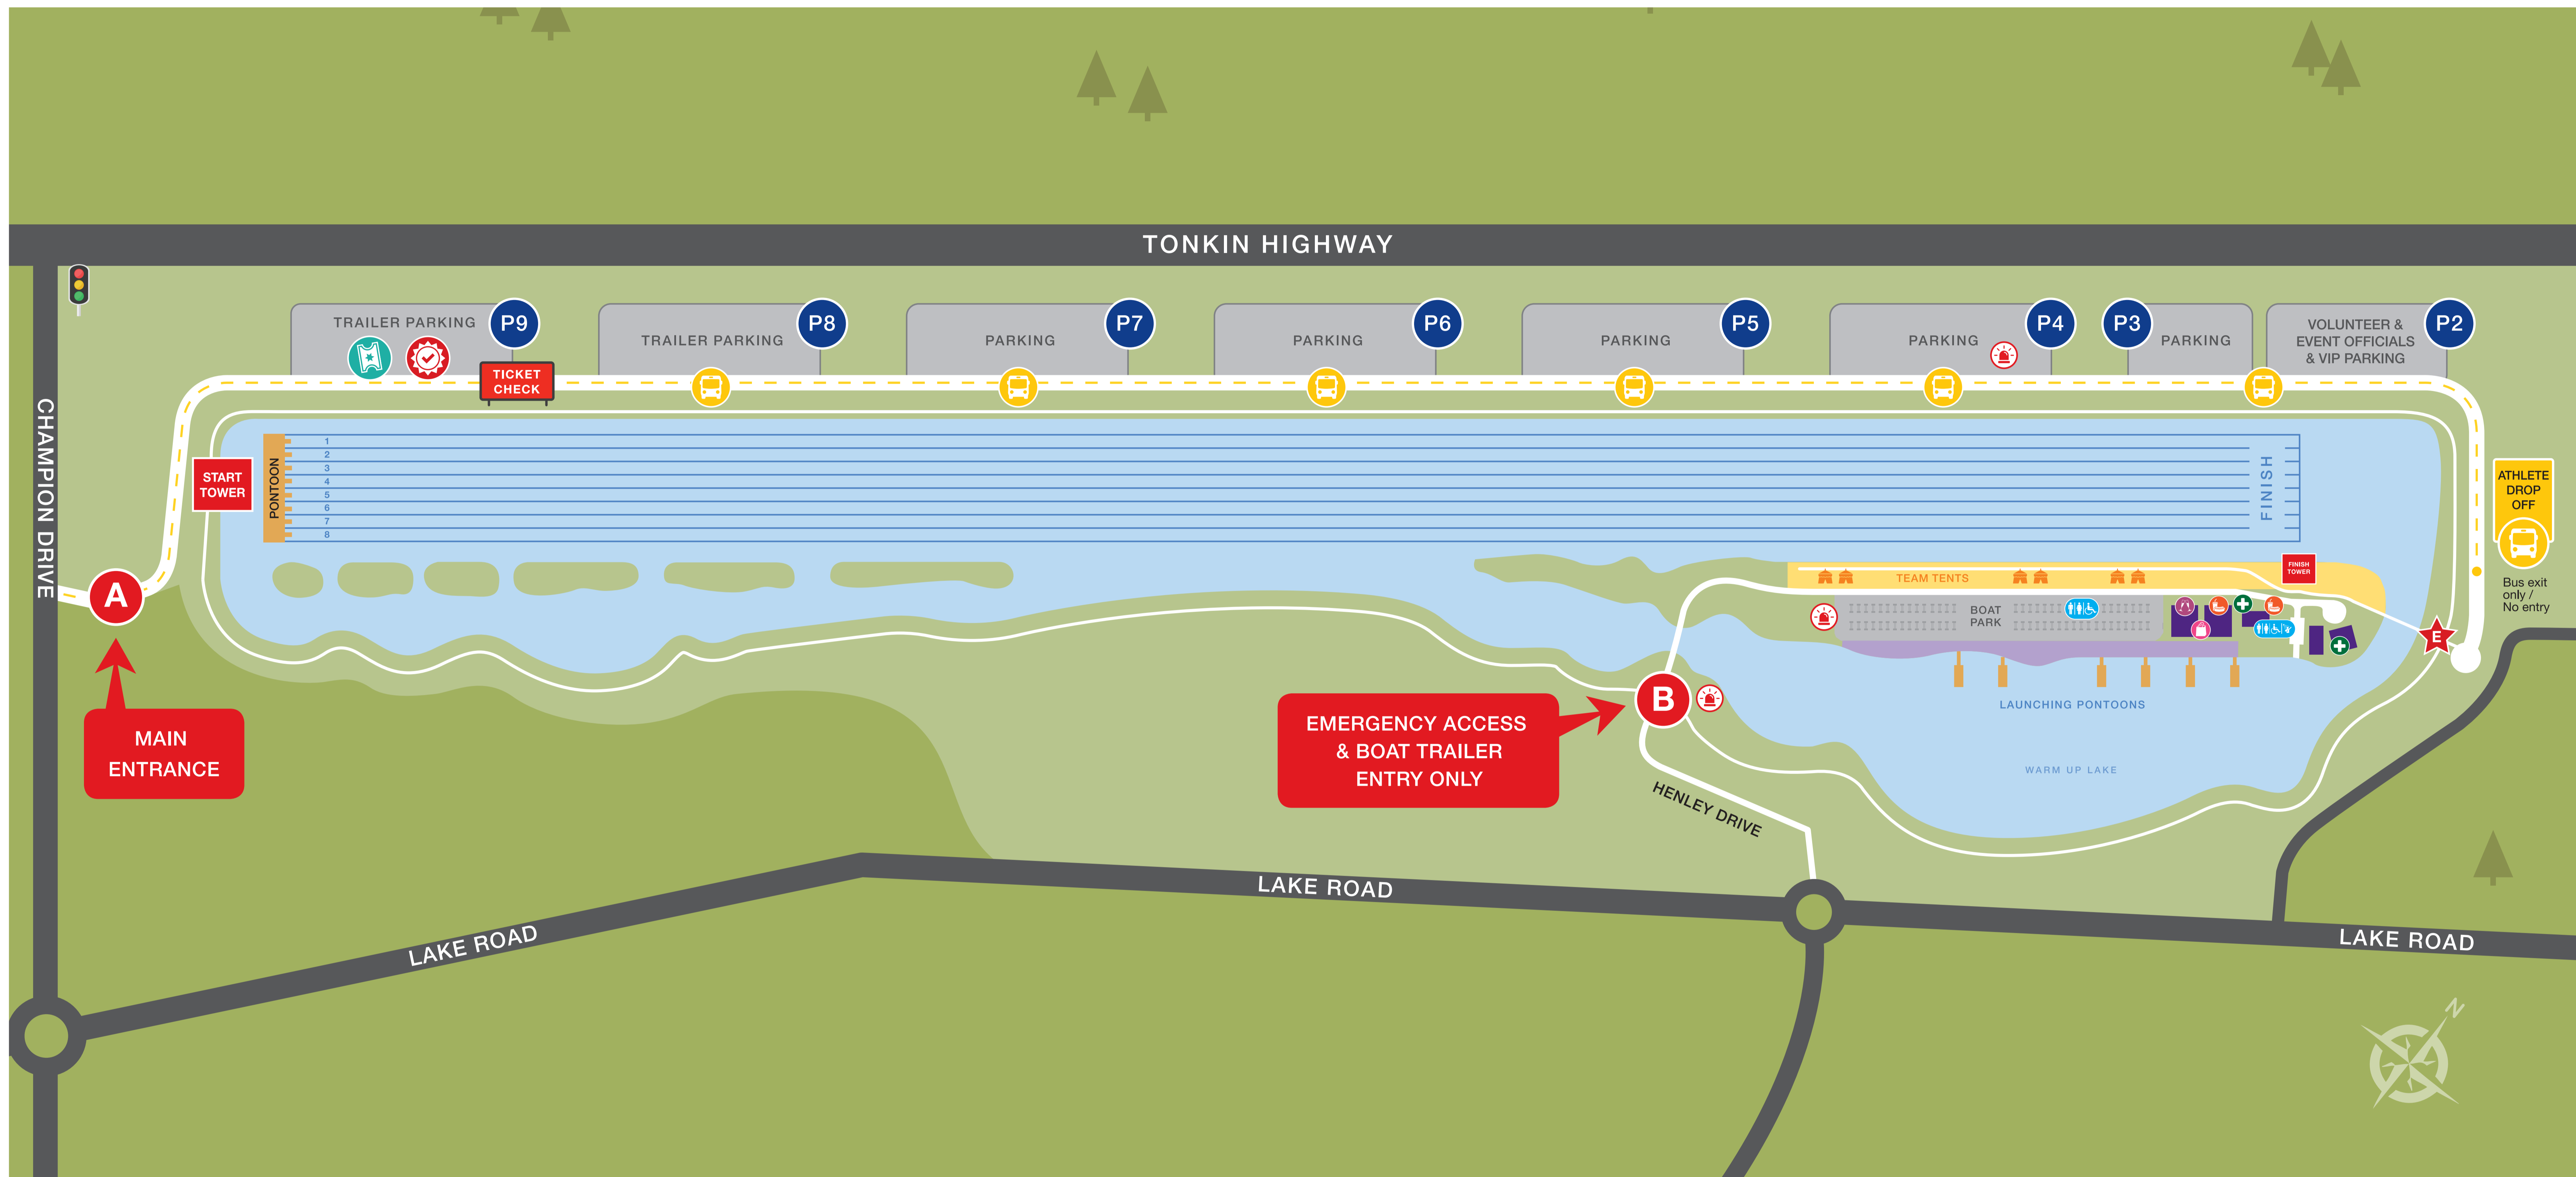 TONKIN HIGHWAY
CHAMPION DRIVE
TRAILER PARKING
P9
TICKET
CHECK
TRAILER PARKING
P8
PARKING
P7
PARKING
P6
PARKING
P5
PARKING
P4
P3
PARKING
VOLUNTEER &
EVENT OFFICIALS
& VIP PARKING
P2
START
TOWER
PONTOON
1
2
3
4
5
6
7
8
FINISH
ATHLETE
DROP
OFF
Bus exit
only /
No entry
A
MAIN
ENTRANCE
TEAM TENTS
FINISH
TOWER
BOAT
PARK
E
B
EMERGENCY ACCESS
& BOAT TRAILER
ENTRY ONLY
LAUNCHING PONTOONS
WARM UP LAKE
HENLEY DRIVE
LAKE ROAD
LAKE ROAD
LAKE ROAD
N